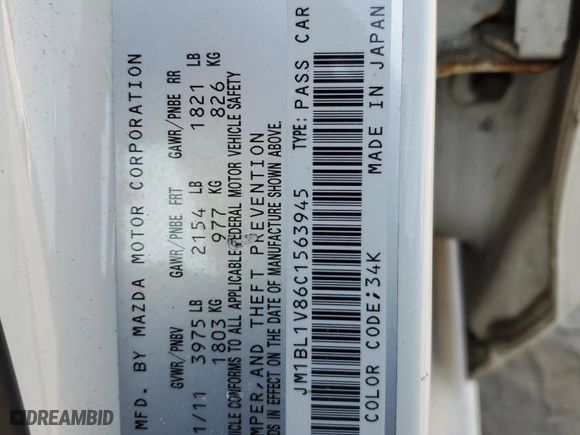 MFD. BY MAZDA MOTOR CORPORATION
GVWR/PNBV GAWR/PNBE FRT GAWR/PNBE RR
1/11 3975 LB 2154 LB 1821 LB
1803 KG 977 KG 826 KG
VEHICLE CONFORMS TO ALL APPLICABLE FEDERAL MOTOR VEHICLE SAFETY
AND THEFT PREVENTION
IN EFFECT ON THE DATE OF MANUFACTURE SHOWN ABOVE.
JM1BL1V86C1563945 TYPE: PASS CAR
COLOR CODE;34K MADE IN JAPAN
DREAMBID